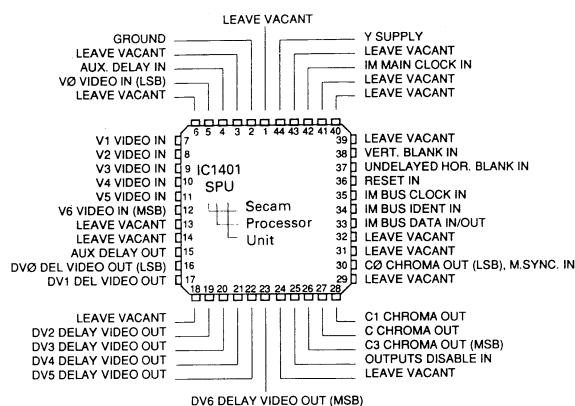 LEAVE VACANT
GROUND
LEAVE VACANT
AUX. DELAY IN
VØ VIDEO IN (LSB)
LEAVE VACANT
Y SUPPLY
LEAVE VACANT
IM MAIN CLOCK IN
LEAVE VACANT
LEAVE VACANT
6 5 4 3 2 1 44 43 42 41 40
V1 VIDEO IN 7
V2 VIDEO IN 8
V3 VIDEO IN 9
V4 VIDEO IN 10
V5 VIDEO IN 11
V6 VIDEO IN (MSB) 12
LEAVE VACANT 13
LEAVE VACANT 14
AUX DELAY OUT 15
DVØ DEL VIDEO OUT (LSB) 16
DV1 DEL VIDEO OUT 17
IC1401
SPU
Secam
Processor
Unit
39 LEAVE VACANT
38 VERT. BLANK IN
37 UNDELAYED HOR. BLANK IN
36 RESET IN
35 IM BUS CLOCK IN
34 IM BUS IDENT IN
33 IM BUS DATA IN/OUT
32 LEAVE VACANT
31 LEAVE VACANT
30 CØ CHROMA OUT (LSB), M.SYNC. IN
29 LEAVE VACANT
18 19 20 21 22 23 24 25 26 27 28
LEAVE VACANT
DV2 DELAY VIDEO OUT
DV3 DELAY VIDEO OUT
DV4 DELAY VIDEO OUT
DV5 DELAY VIDEO OUT
C1 CHROMA OUT
C CHROMA OUT
C3 CHROMA OUT (MSB)
OUTPUTS DISABLE IN
LEAVE VACANT
DV6 DELAY VIDEO OUT (MSB)